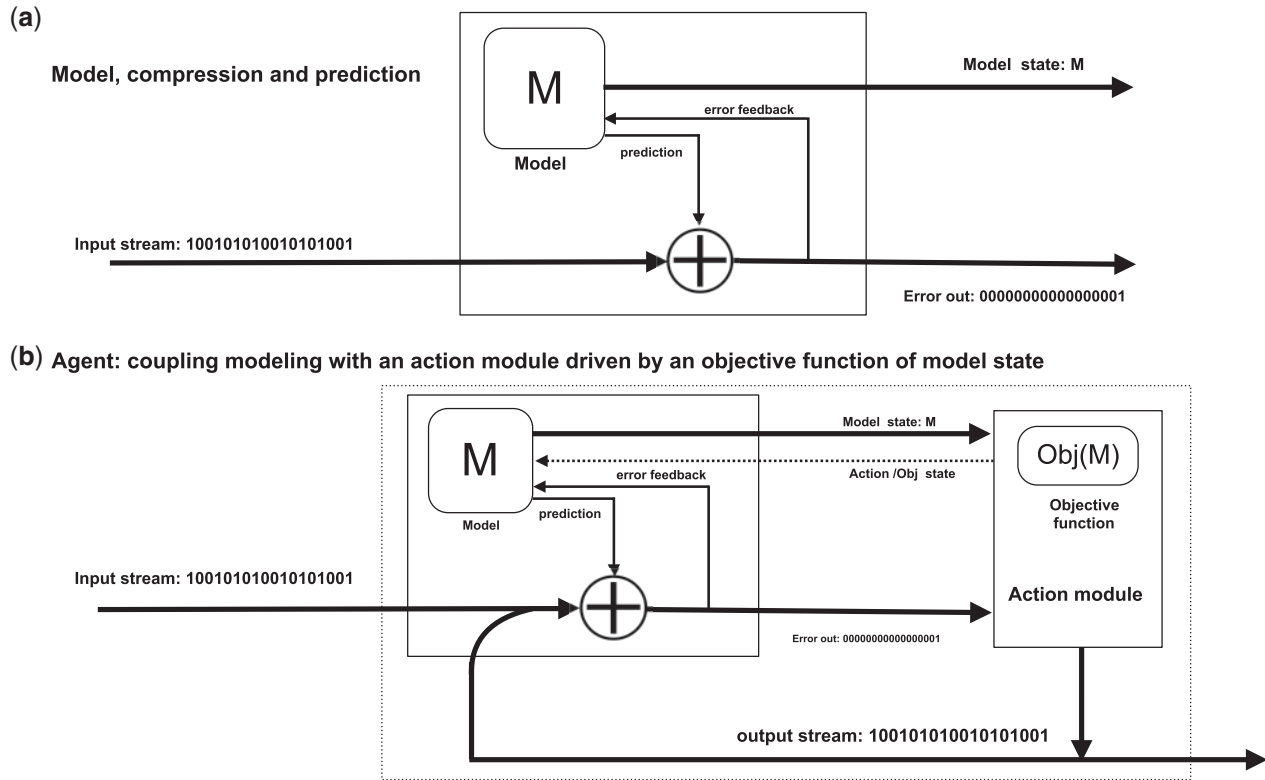 (a)
Model, compression and prediction
M
Model
Model state: M
error feedback
prediction
Input stream: 100101010010101001
Error out: 00000000000000001
(b) Agent: coupling modeling with an action module driven by an objective function of model state
M
Model
Model state: M
Action /Obj state
error feedback
prediction
Obj(M)
Objective
function
Action module
Input stream: 100101010010101001
Error out: 00000000000000001
output stream: 100101010010101001